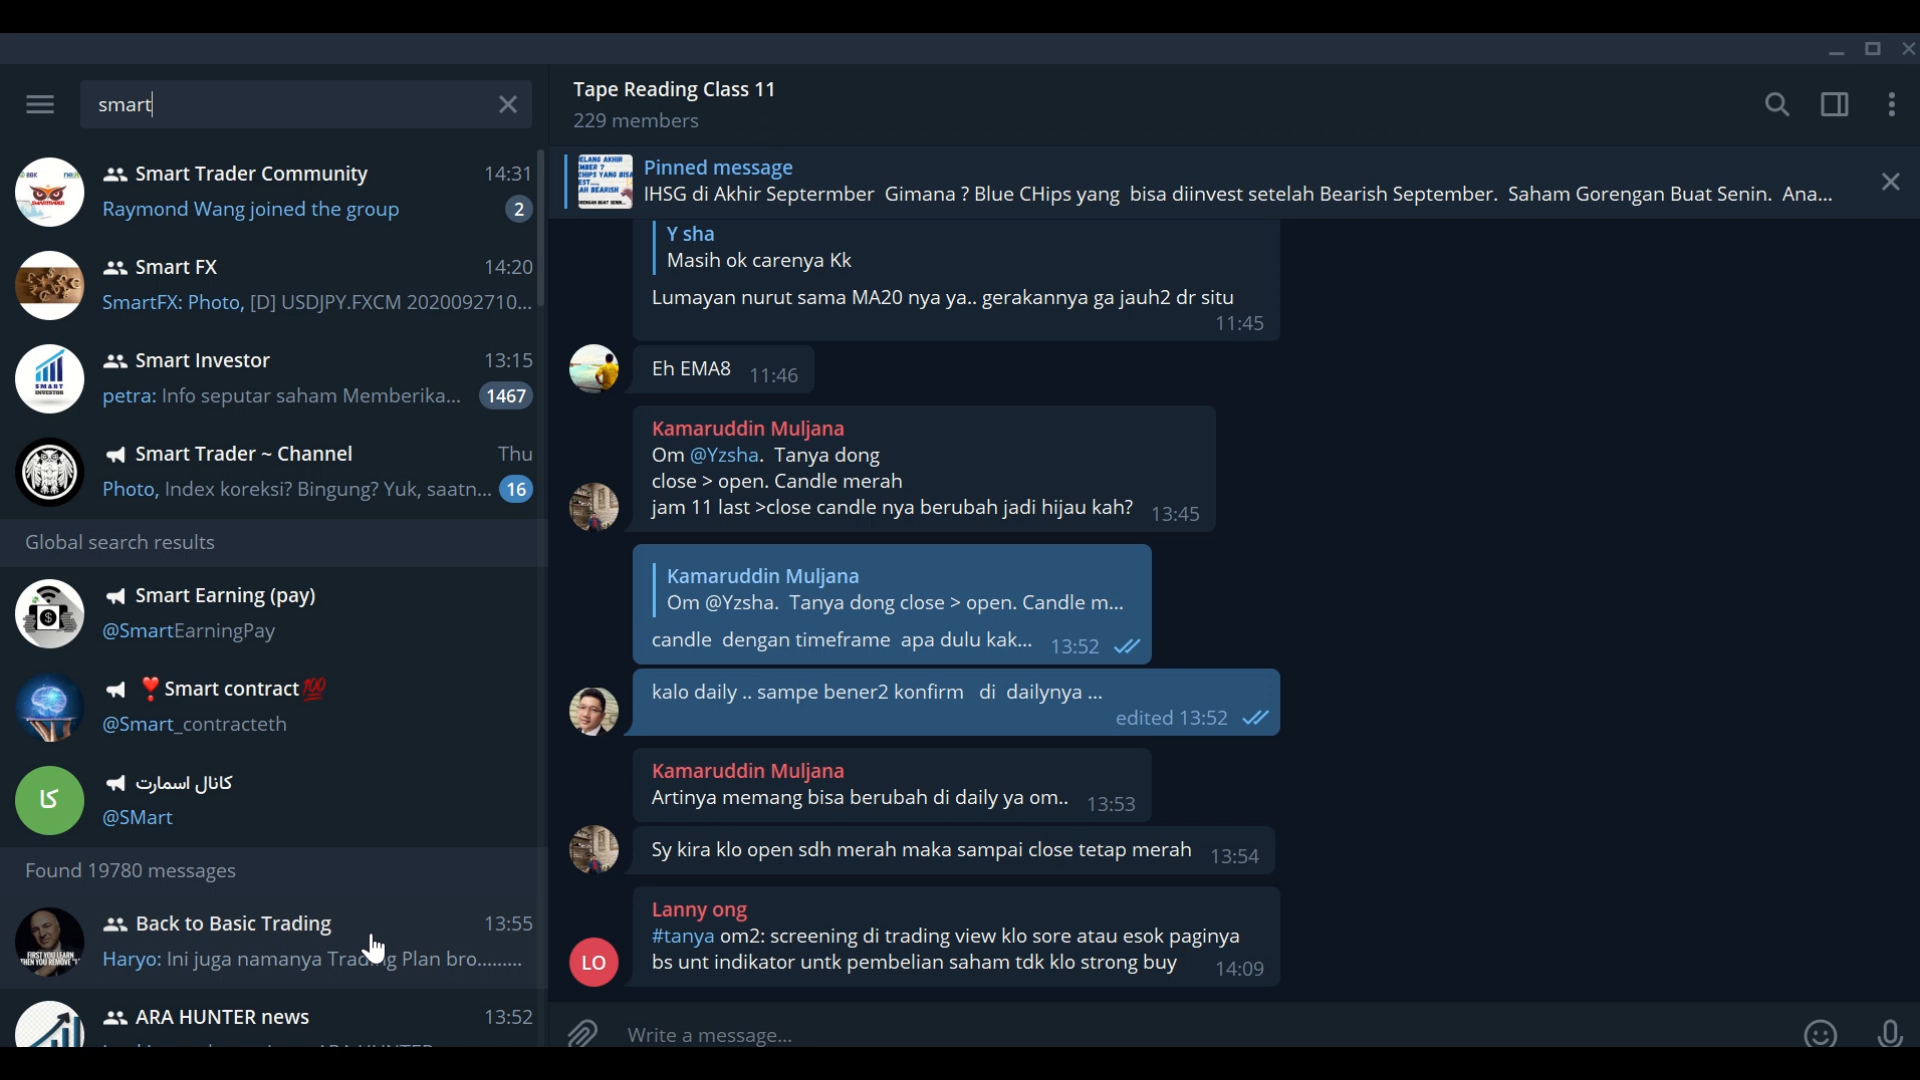 smart
Smart Trader Community 14:31
Raymond Wang joined the group 2
Smart FX 14:20
SmartFX: Photo, [D] USDJPY.FXCM 2020092710...
Smart Investor 13:15
petra: Info seputar saham Memberika... 1467
Smart Trader ~ Channel Thu
Photo, Index koreksi? Bingung? Yuk, saatn... 16
Global search results
Smart Earning (pay)
@SmartEarningPay
❣️Smart contract💯
@Smart_contracteth
کا
کانال اسمارت
@SMart
Found 19780 messages
Back to Basic Trading 13:55
Haryo: Ini juga namanya Trading Plan bro.........
ARA HUNTER news 13:52
Tape Reading Class 11
229 members
Pinned message
IHSG di Akhir Septermber Gimana ? Blue CHips yang bisa diinvest setelah Bearish September. Saham Gorengan Buat Senin. Ana...
Y sha
Masih ok carenya Kk
Lumayan nurut sama MA20 nya ya.. gerakannya ga jauh2 dr situ
11:45
Eh EMA8 11:46
Kamaruddin Muljana
Om @Yzsha. Tanya dong
close > open. Candle merah
jam 11 last >close candle nya berubah jadi hijau kah? 13:45
Kamaruddin Muljana
Om @Yzsha. Tanya dong close > open. Candle m...
candle dengan timeframe apa dulu kak... 13:52
kalo daily .. sampe bener2 konfirm di dailynya ...
edited 13:52
Kamaruddin Muljana
Artinya memang bisa berubah di daily ya om.. 13:53
Sy kira klo open sdh merah maka sampai close tetap merah 13:54
Lanny ong
#tanya om2: screening di trading view klo sore atau esok paginya
LO
bs unt indikator untk pembelian saham tdk klo strong buy 14:09
Write a message...